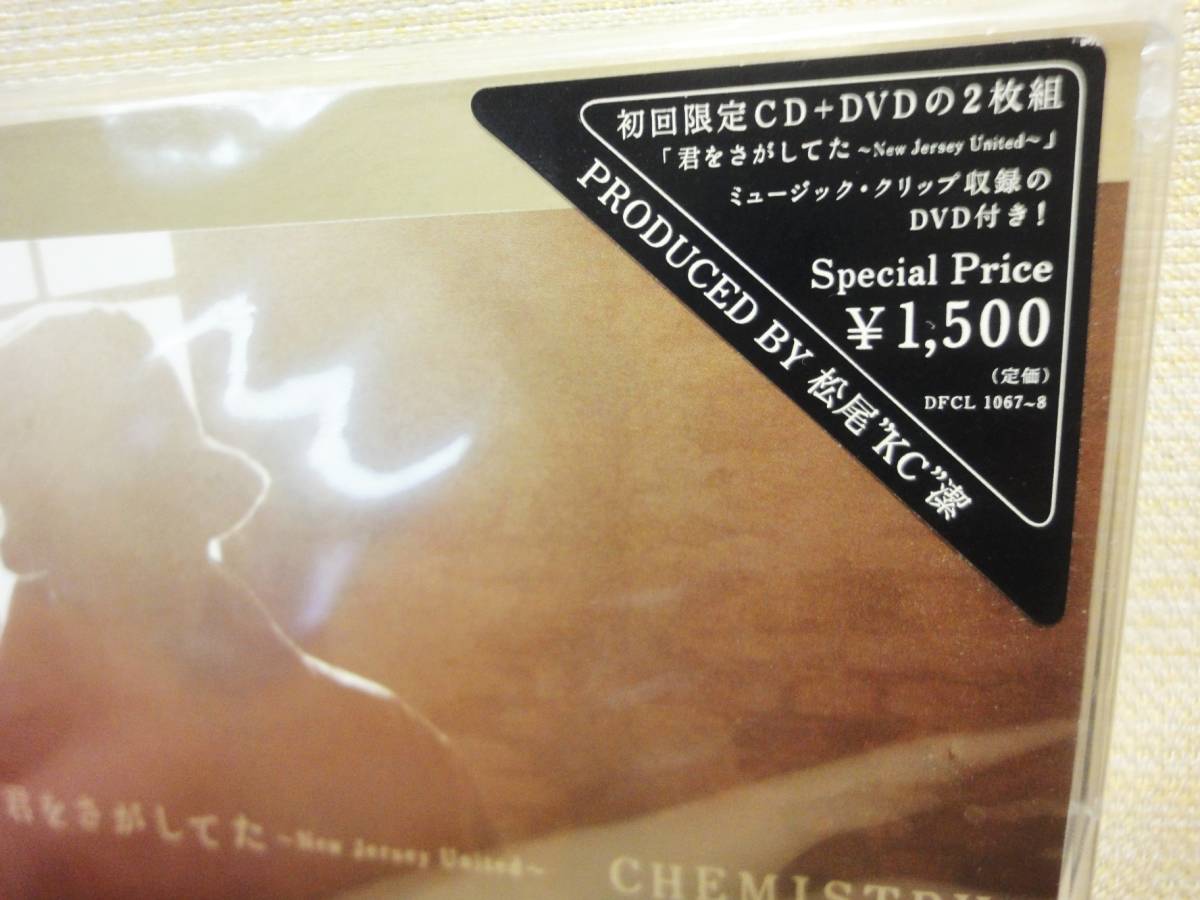 初回限定CD+DVDの2枚組
「君をさがしてた~New Jersey United~」
ミュージック・クリップ収録の
DVD付き!
Special Price
¥1,500
(定価)
DFCL 1067~8
PRODUCED BY 松尾"KC"潔
君をさがしてた ~New Jersey United~
CHEMISTRY